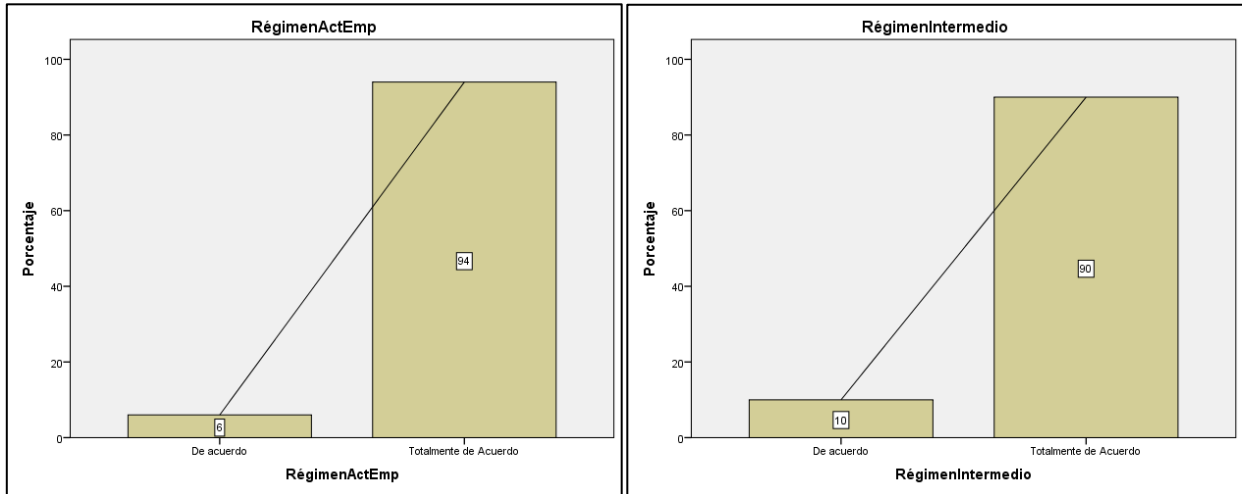 RégimenActEmp
Porcentaje
100
80
60
40
20
0
94
6
De acuerdo
Totalmente de Acuerdo
RégimenActEmp
RégimenIntermedio
Porcentaje
100
80
60
40
20
0
90
10
De acuerdo
Totalmente de Acuerdo
RégimenIntermedio